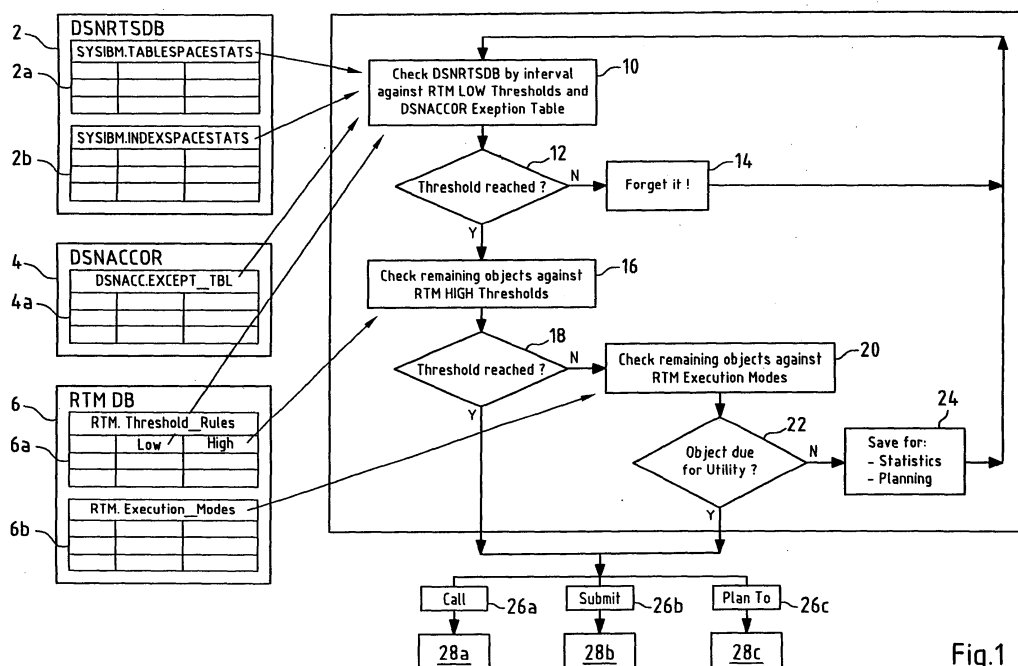 DSNRTSDB
2
SYSIBM.TABLESPACESTATS
2a
SYSIBM.INDEXSPACESTATS
2b
DSNACCOR
4
DSNACC.EXCEPT_TBL
4a
RTM DB
6
RTM. Threshold_Rules
Low
High
6a
RTM. Execution_Modes
6b
Check DSNRTSDB by interval
against RTM LOW Thresholds and
DSNACCOR Exeption Table
10
Threshold reached ?
12
N
Y
Forget it !
14
Check remaining objects against
RTM HIGH Thresholds
16
Threshold reached ?
18
N
Y
Check remaining objects against
RTM Execution Modes
20
Object due
for Utility ?
22
N
Y
Save for:
- Statistics
- Planning
24
Call
26a
Submit
26b
Plan To
26c
28a
28b
28c
Fig.1